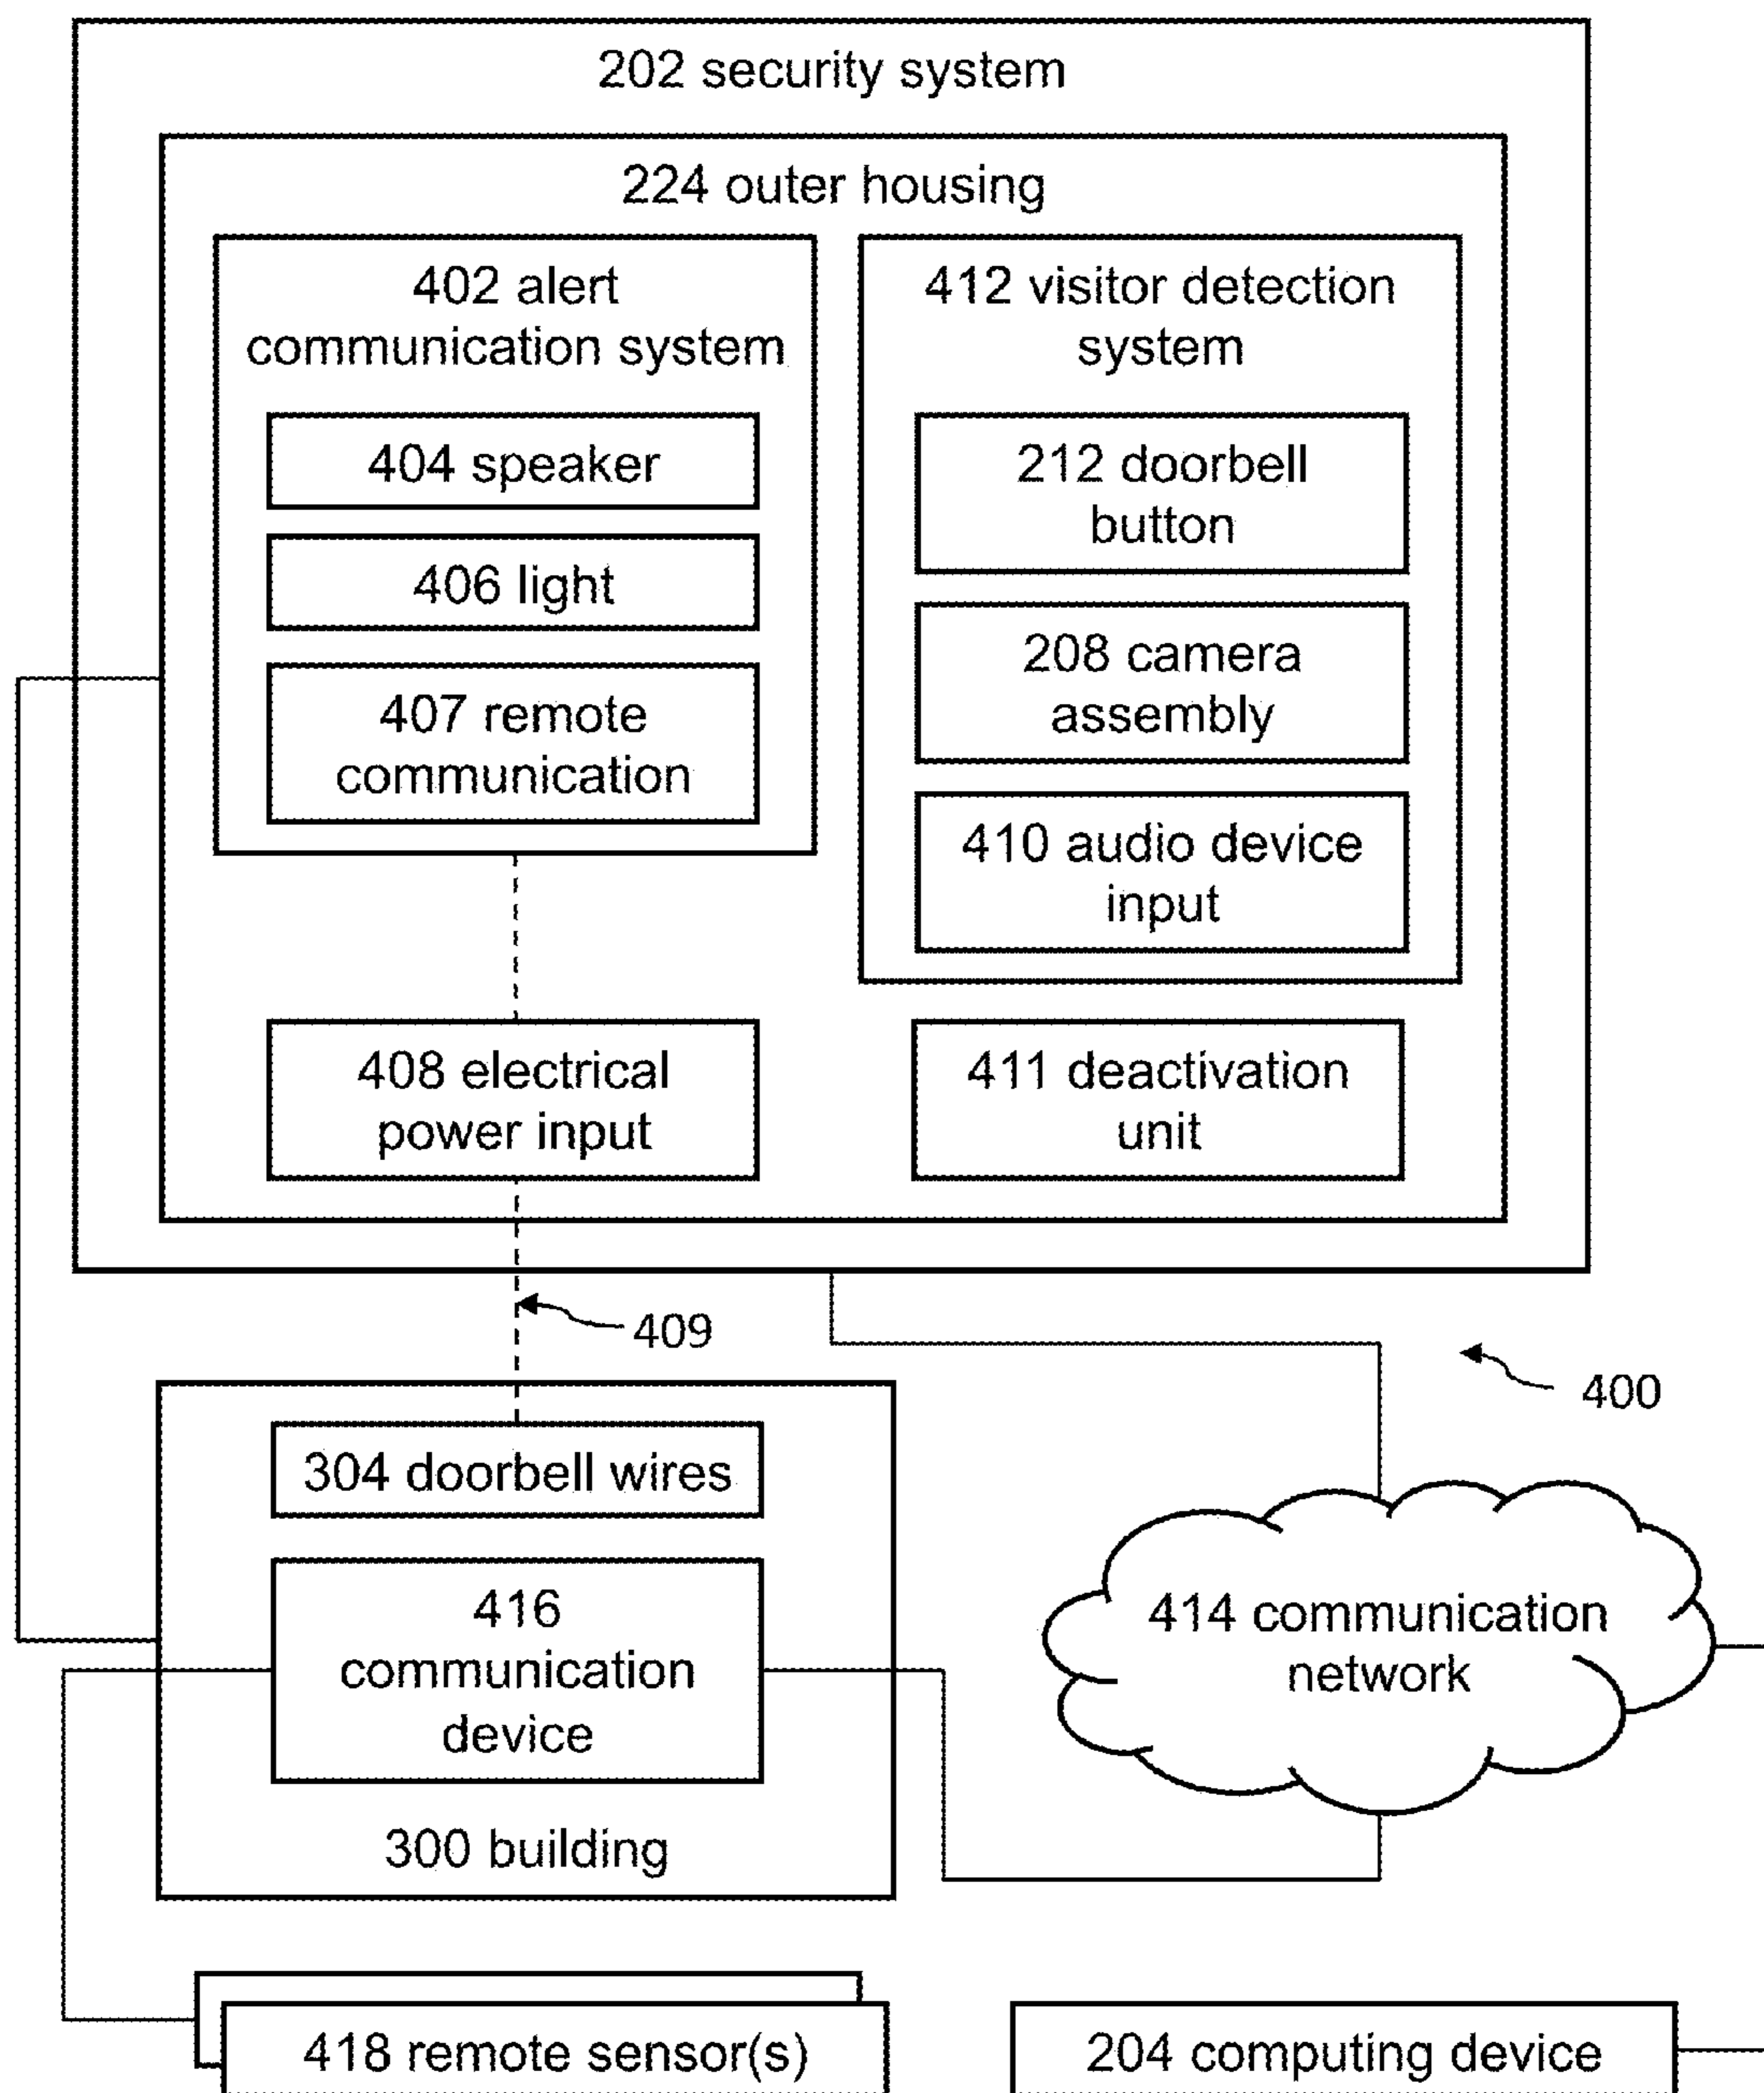 202 security system
224 outer housing
402 alert
communication system
404 speaker
406 light
407 remote
communication
412 visitor detection
system
212 doorbell
button
208 camera
assembly
410 audio device
input
408 electrical
power input
411 deactivation
unit
409
400
304 doorbell wires
416
communication
device
300 building
414 communication
network
418 remote sensor(s)
204 computing device